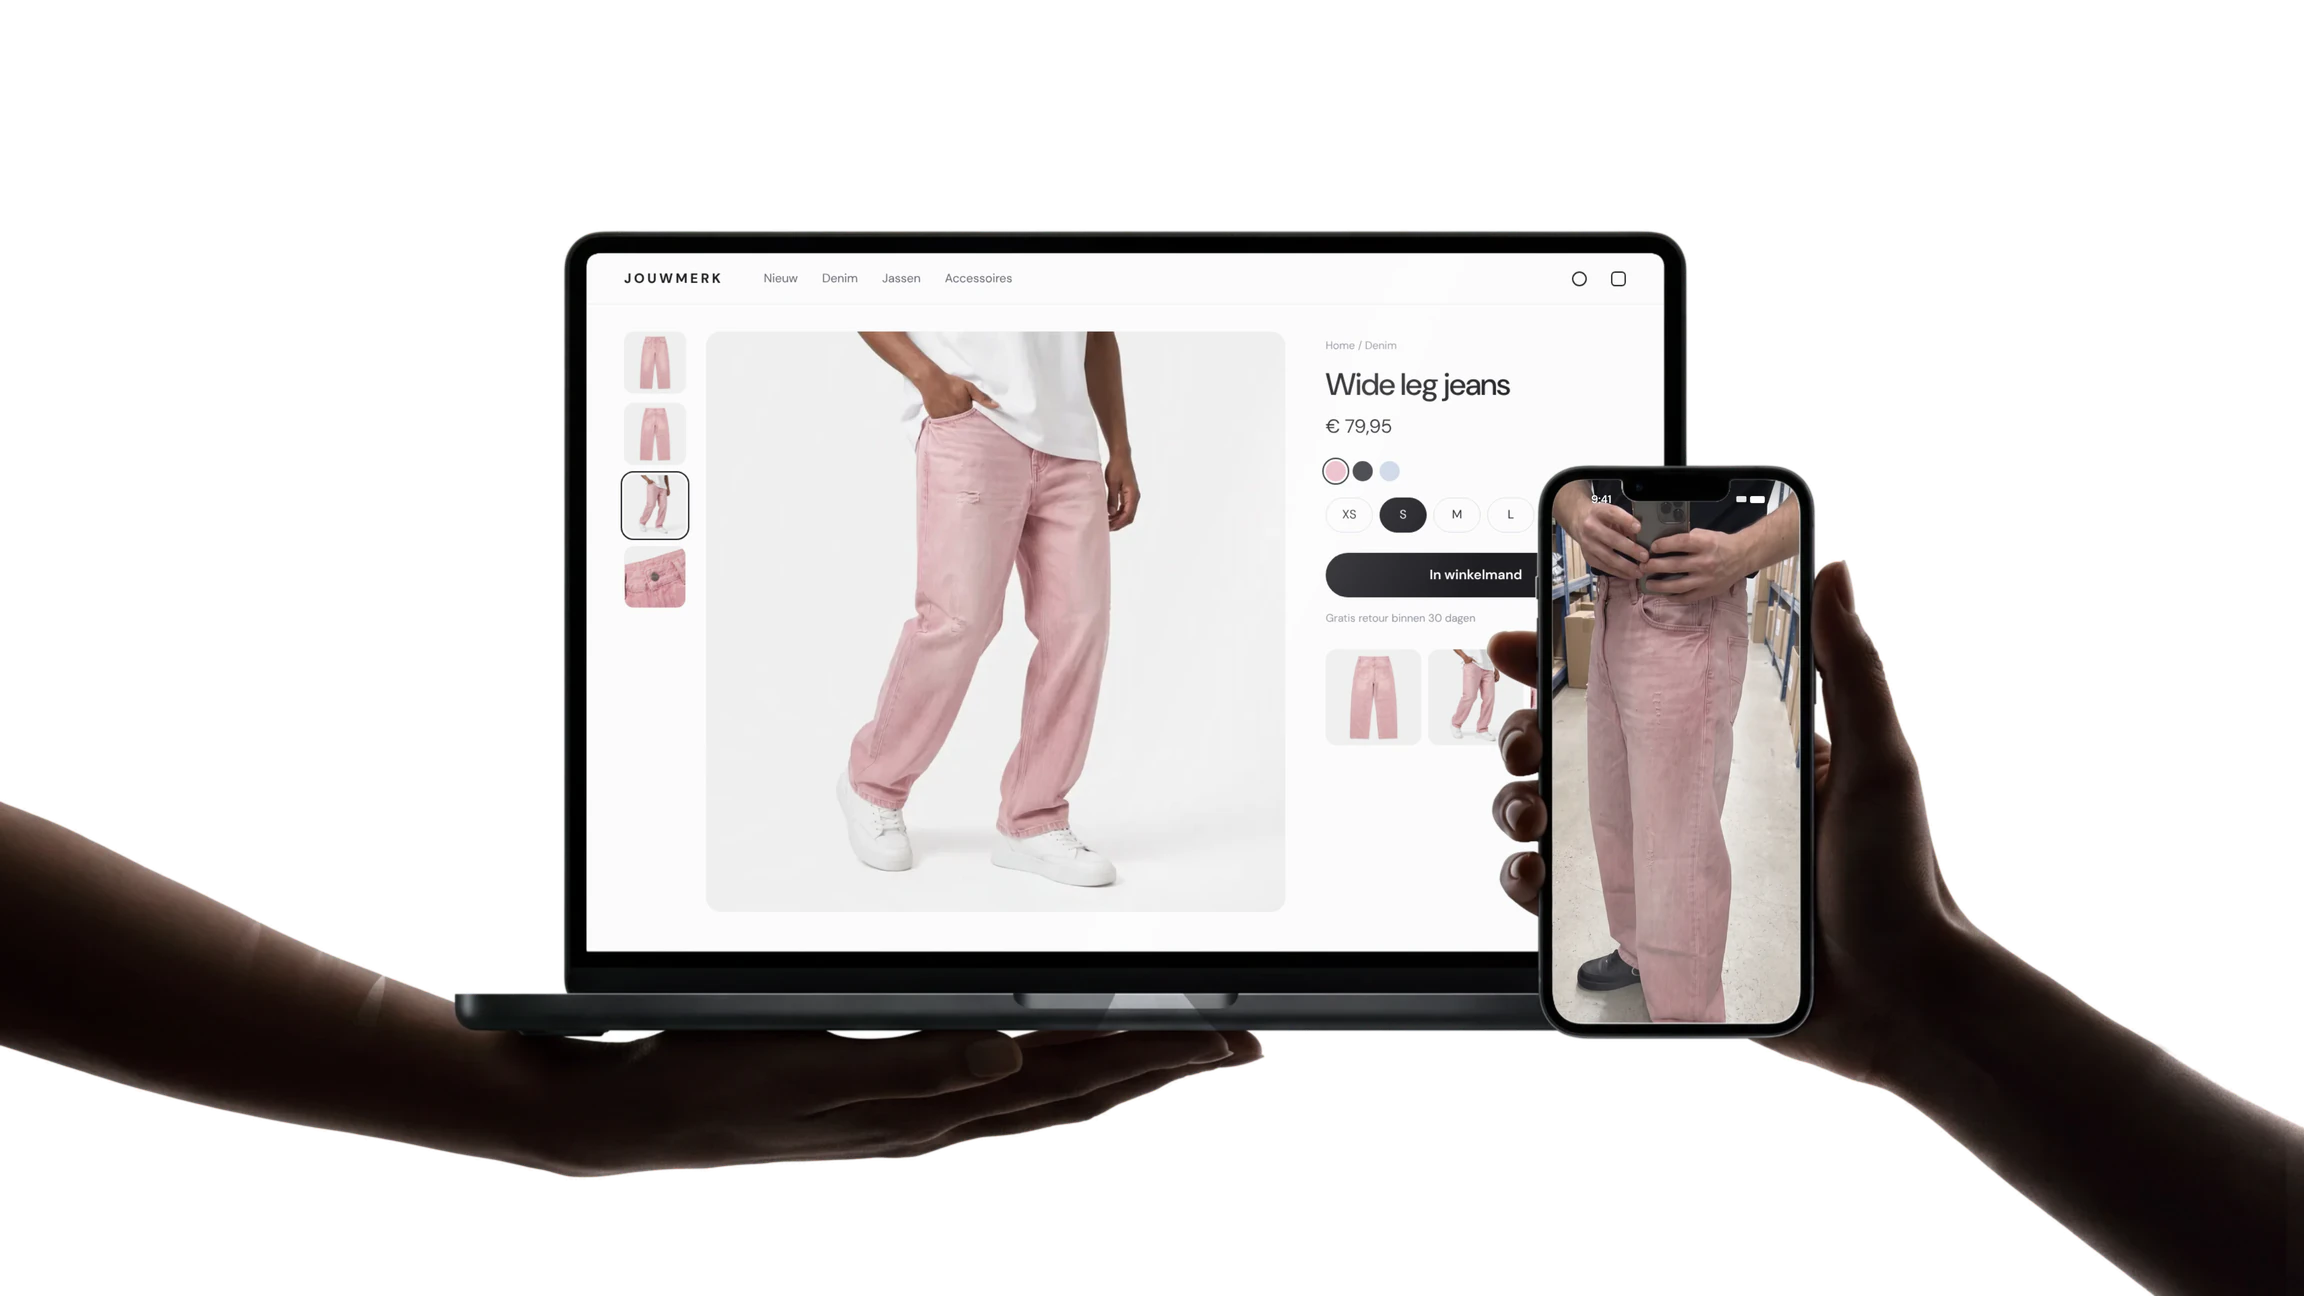 JOUWMERK Nieuw Denim Jassen Accessoires
Home / Denim
Wide leg jeans
€ 79,95
XS S M L
In winkelmand
Gratis retour binnen 30 dagen
9:41